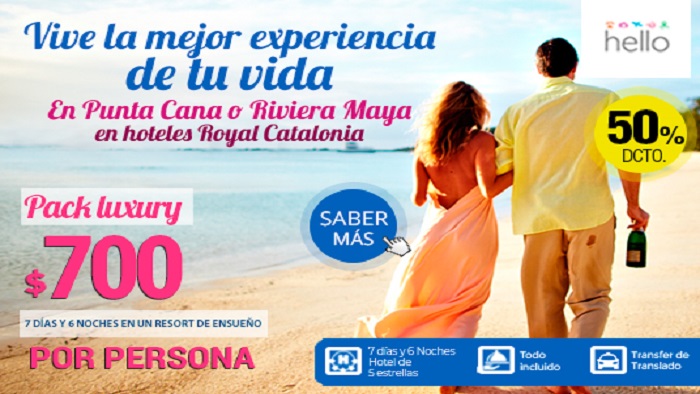 Vive la mejor experiencia
de tu vida
En Punta Cana o Riviera Maya
en hoteles Royal Catalonia
hello
50%
DCTO.
Pack luxury
$700
7 DÍAS Y 6 NOCHES EN UN RESORT DE ENSUEÑO
POR PERSONA
SABER
MÁS
7 días y 6 Noches
Hotel de
5 estrellas
Todo
incluido
Transfer de
Translado